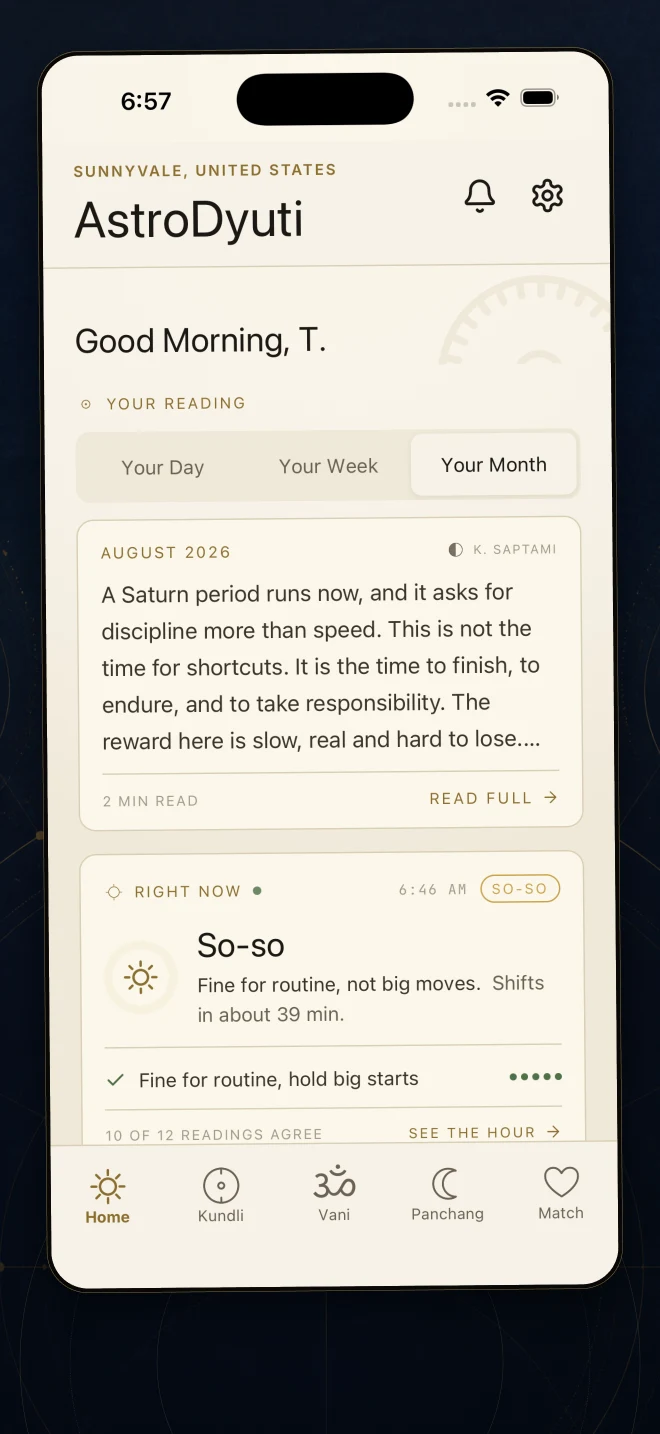 6:57
SUNNYVALE, UNITED STATES
AstroDyuti
Good Morning, T.
YOUR READING
Your Day Your Week Your Month
AUGUST 2026 K. SAPTAMI
A Saturn period runs now, and it asks for
discipline more than speed. This is not the
time for shortcuts. It is the time to finish, to
endure, and to take responsibility. The
reward here is slow, real and hard to lose....
2 MIN READ READ FULL →
RIGHT NOW 6:46 AM SO-SO
So-so
Fine for routine, not big moves. Shifts
in about 39 min.
Fine for routine, hold big starts
10 OF 12 READINGS AGREE SEE THE HOUR →
ॐ
Home Kundli Vani Panchang Match